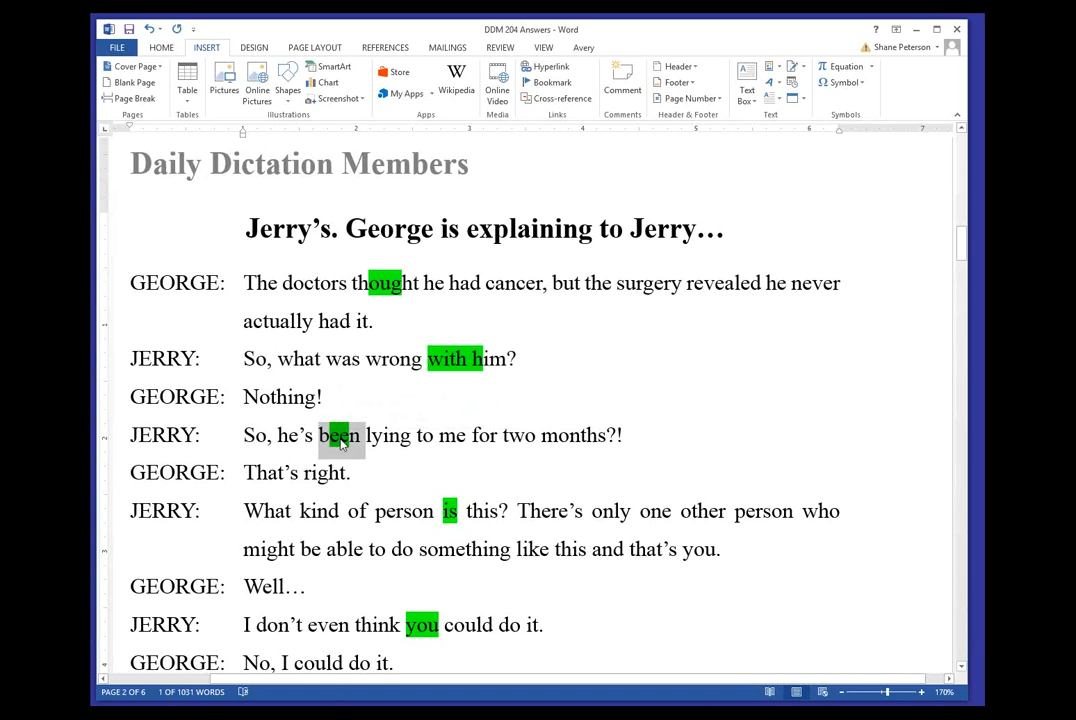 DDM 204 Answers - Word
FILE HOME INSERT DESIGN PAGE LAYOUT REFERENCES MAILINGS REVIEW VIEW Avery Shane Peterson
Cover Page
Blank Page
Page Break
Pages
Table
Tables
Pictures
Online Pictures
Shapes
SmartArt
Chart
Screenshot
Illustrations
Store
My Apps
Wikipedia
Apps
Online Video
Media
Hyperlink
Bookmark
Cross-reference
Links
Comment
Comments
Header
Footer
Page Number
Header & Footer
Text Box
Text
Equation
Symbol
Symbols
1 2 3 4 5 6 7
Daily Dictation Members
Jerry’s. George is explaining to Jerry…
GEORGE: The doctors thought he had cancer, but the surgery revealed he never
actually had it.
JERRY: So, what was wrong with him?
GEORGE: Nothing!
JERRY: So, he’s been lying to me for two months?!
GEORGE: That’s right.
JERRY: What kind of person is this? There’s only one other person who
might be able to do something like this and that’s you.
GEORGE: Well…
JERRY: I don’t even think you could do it.
GEORGE: No, I could do it.
PAGE 2 OF 6 1 OF 1031 WORDS 170%